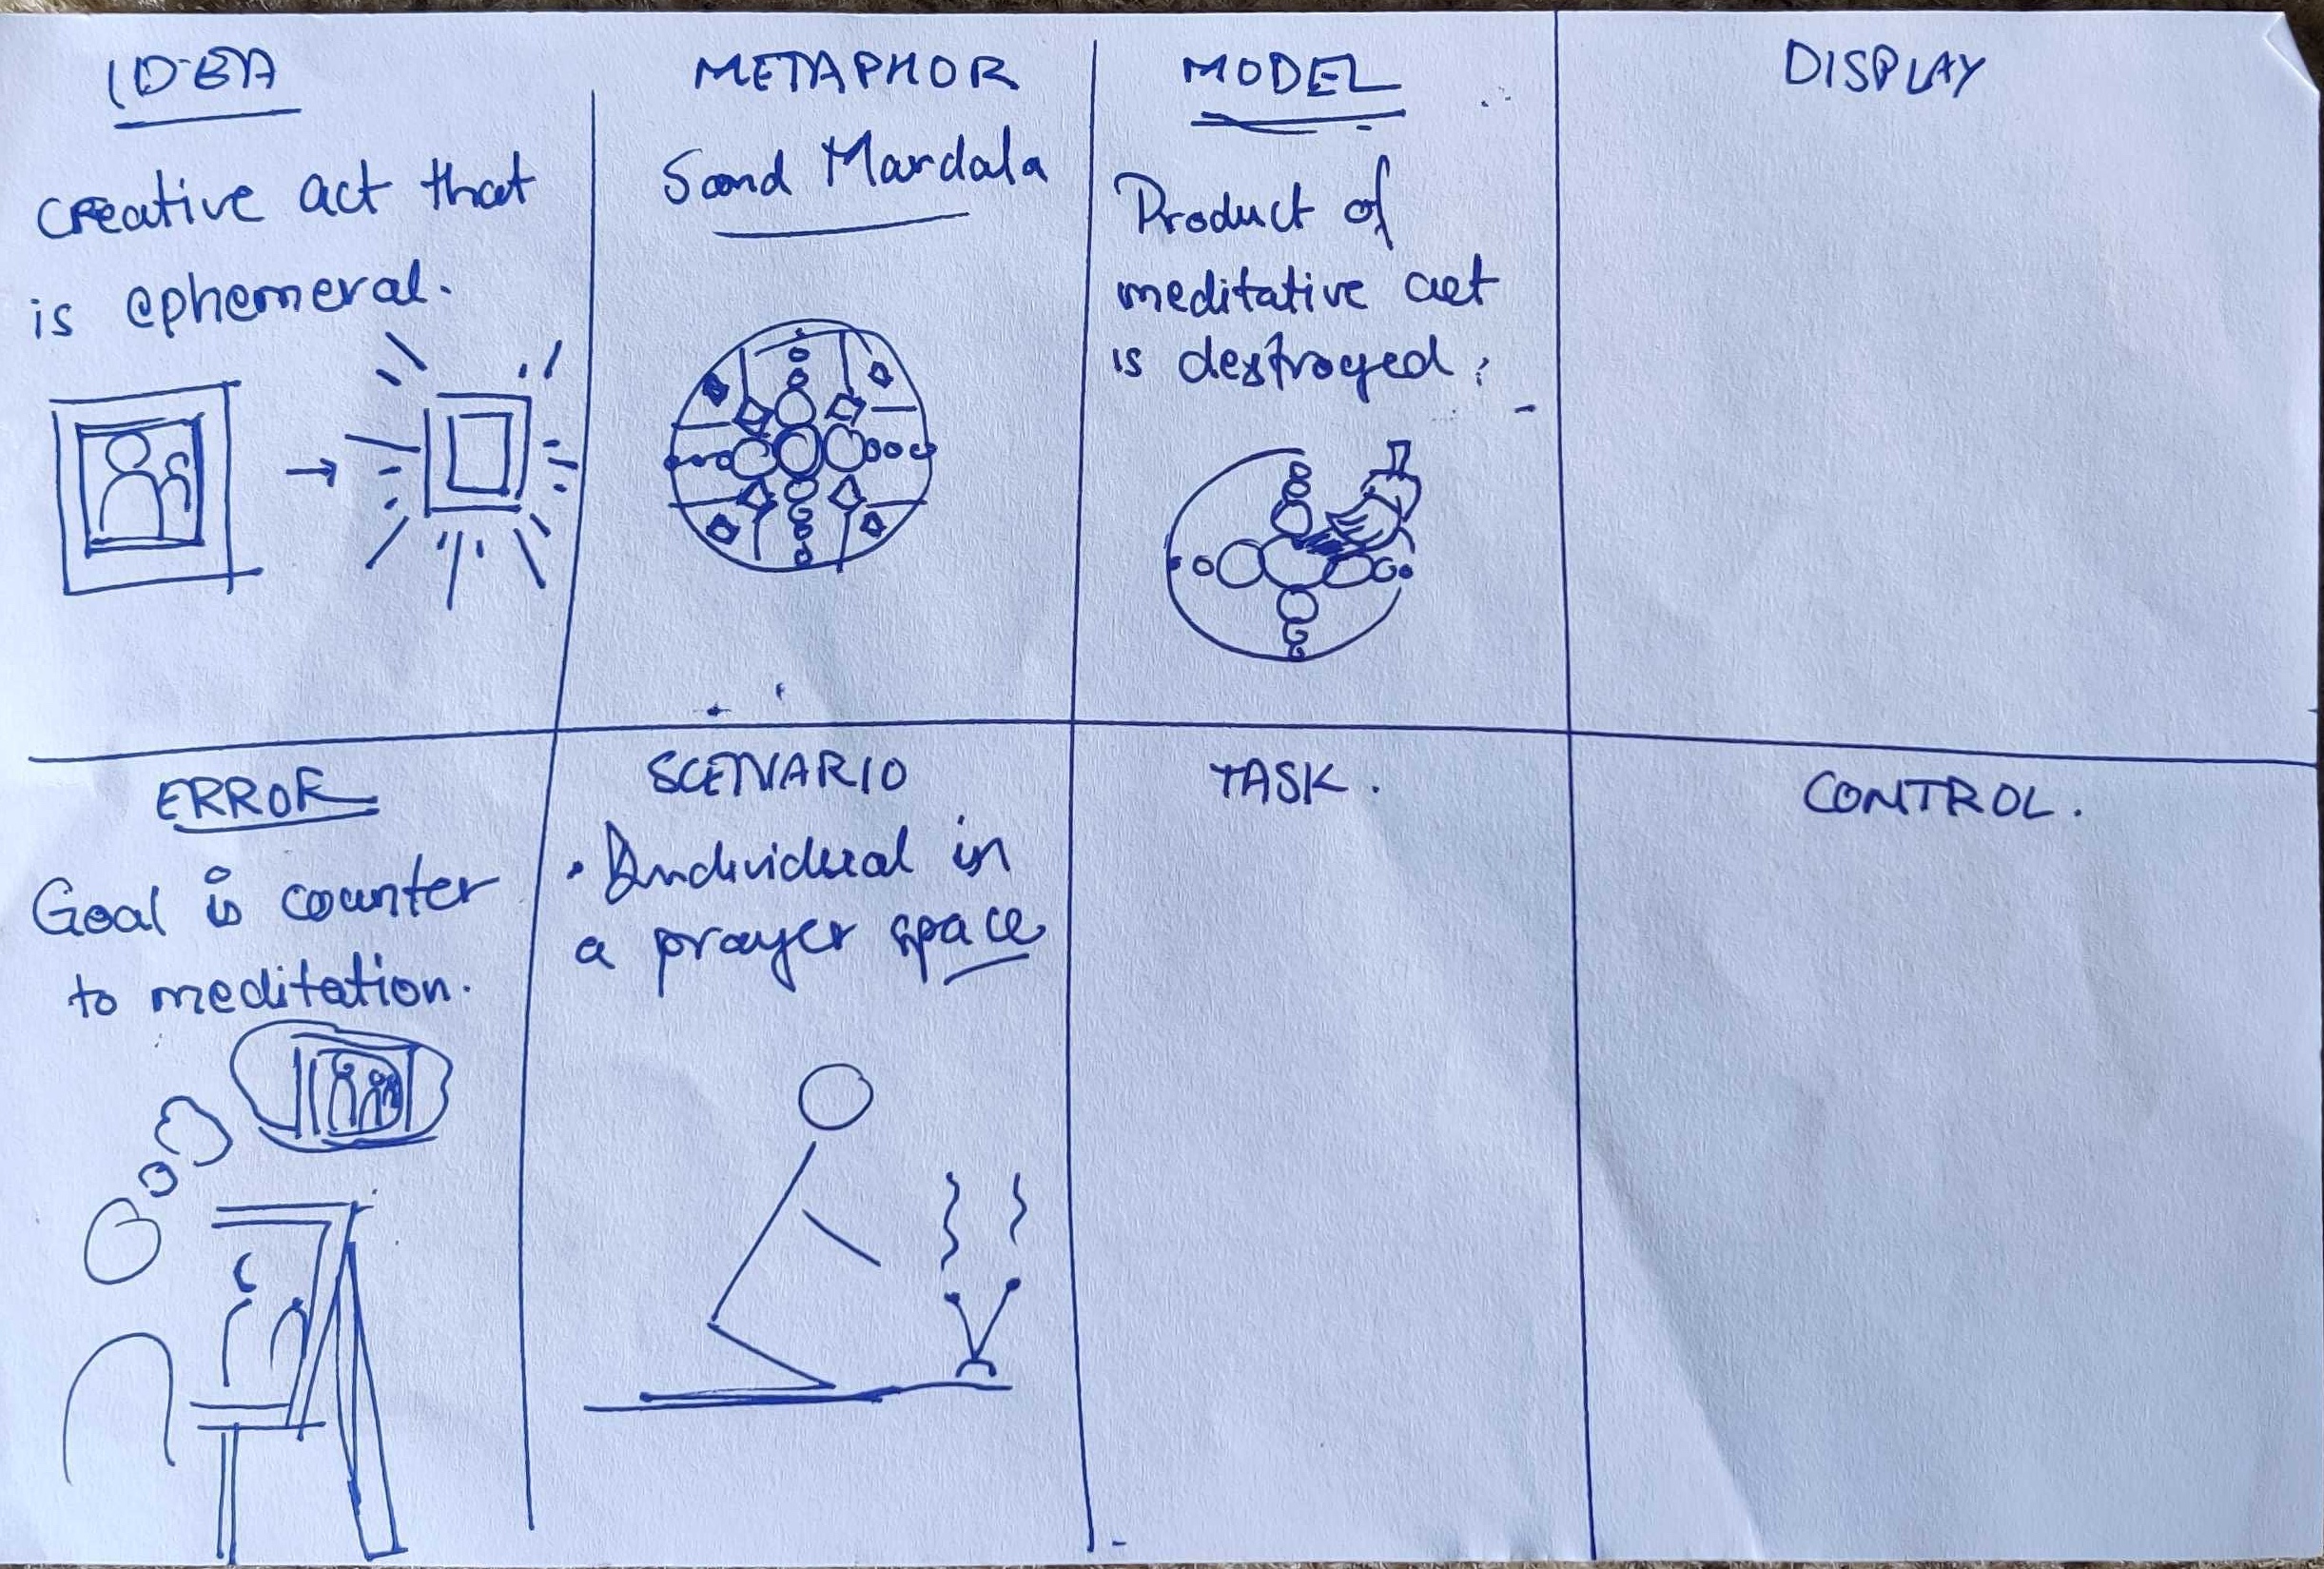 IDEA
creative act that
is ephemeral.
METAPHOR
Sand Mandala
MODEL
Product of
meditative act
is destroyed.
DISPLAY
ERROR
Goal is counter
to meditation.
SCENARIO
• Individual in
a prayer space
TASK.
CONTROL.